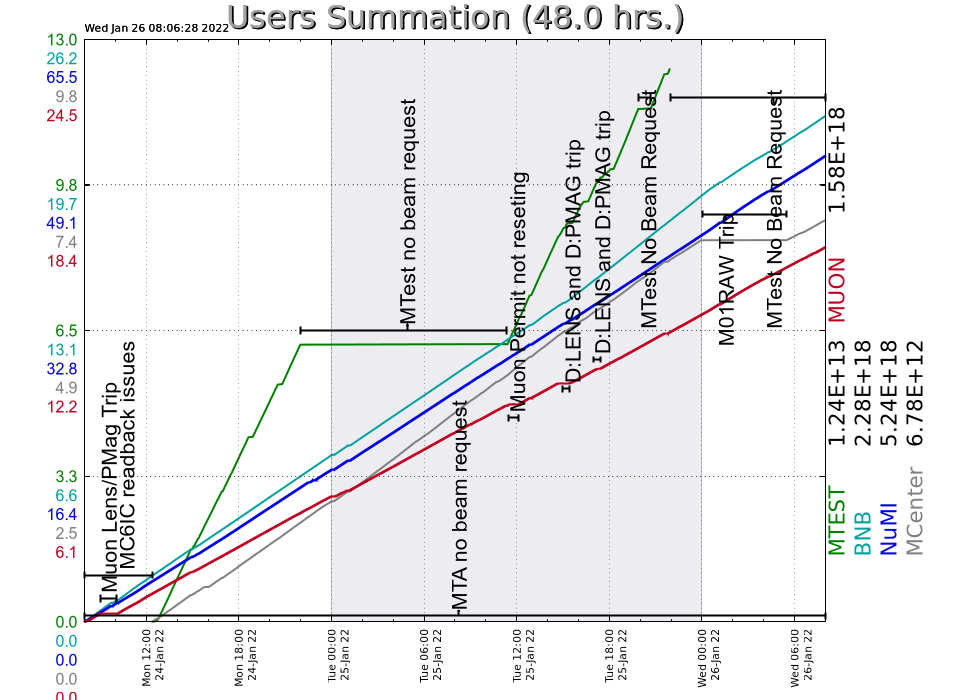 Users Summation (48.0 hrs.)
Wed Jan 26 08:06:28 2022
13.0
26.2
65.5
9.8
24.5
9.8
19.7
49.1
7.4
18.4
6.5
13.1
32.8
4.9
12.2
3.3
6.6
16.4
2.5
6.1
0.0
0.0
0.0
0.0
0.0
Muon Lens/PMag Trip
MC6IC readback issues
MTest no beam request
MTA no beam request
Muon Permit not reseting
D:LENS and D:PMAG trip
D:LENS and D:PMAG trip
MTest No Beam Request
M01RAW Trip
MTest No Beam Request
Mon 12:00
24-Jan 22
Mon 18:00
24-Jan 22
Tue 00:00
25-Jan 22
Tue 06:00
25-Jan 22
Tue 12:00
25-Jan 22
Tue 18:00
25-Jan 22
Wed 00:00
26-Jan 22
Wed 06:00
26-Jan 22
MTEST 1.24E+13 MUON 1.58E+18
BNB 2.28E+18
NuMI 5.24E+18
MCenter 6.78E+12